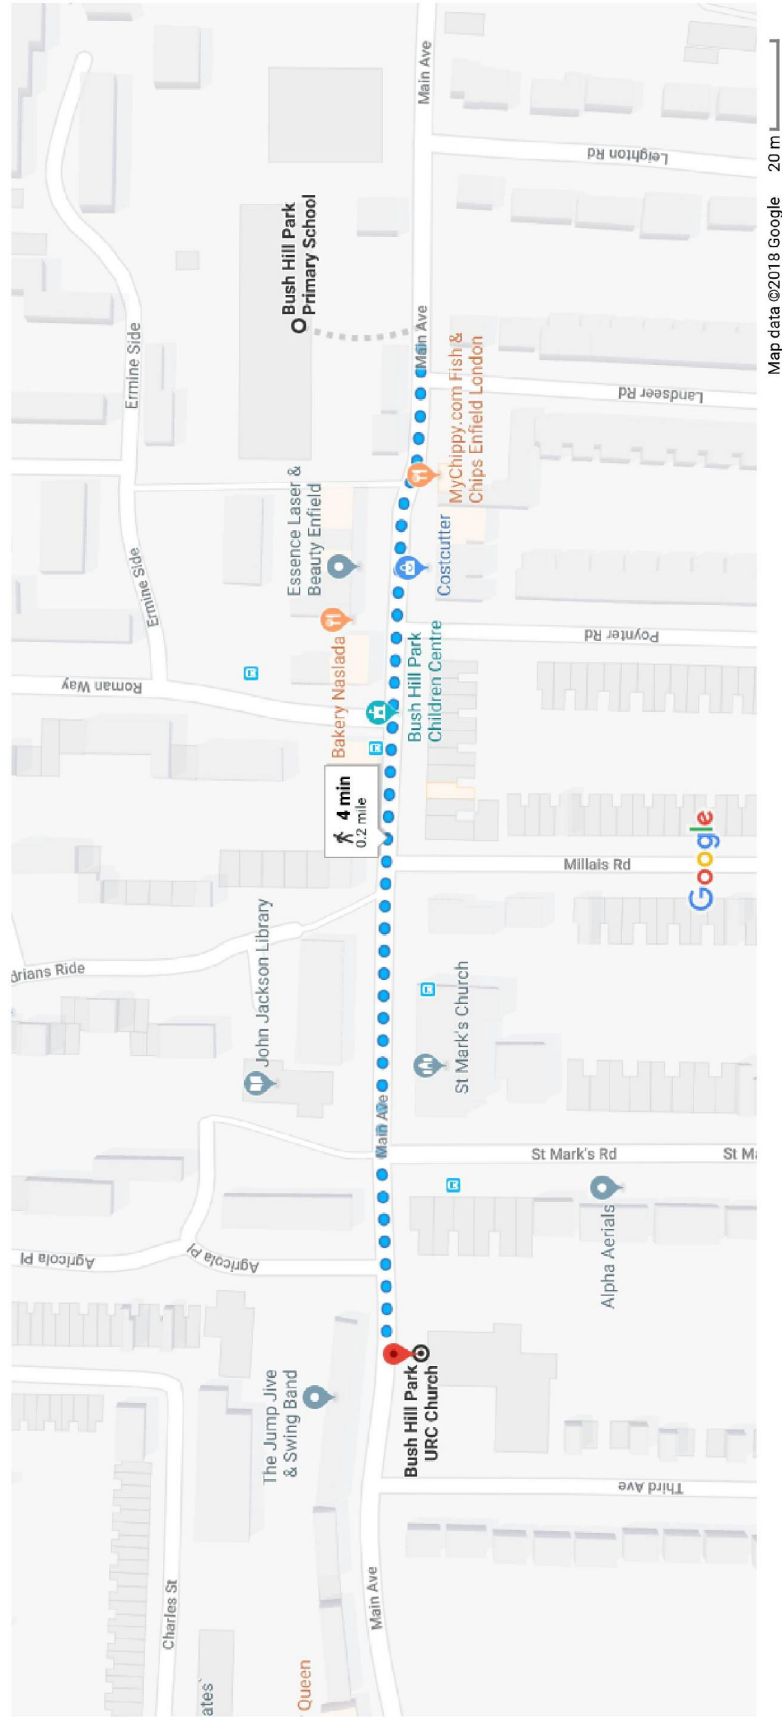 Charles St
ates`
Queen
Main Ave
Third Ave
The Jump Jive
& Swing Band
Bush Hill Park
URC Church
Agricola Pl
Agricola Pl
Alpha Aerials
St Mark's Rd
St Ma
Main Ave
John Jackson Library
St Mark's Church
drians Ride
Millais Rd
4 min
0.2 mile
Google
Roman Way
Bakery Naslada
Bush Hill Park
Children Centre
Poynter Rd
Ermine Side
Essence Laser &
Beauty Enfield
Costcutter
MyChippy.com Fish &
Chips Enfield London
Landseer Rd
Ermine Side
Main Ave
Bush Hill Park
Primary School
Leighton Rd
Main Ave
Map data ©2018 Google
20 m